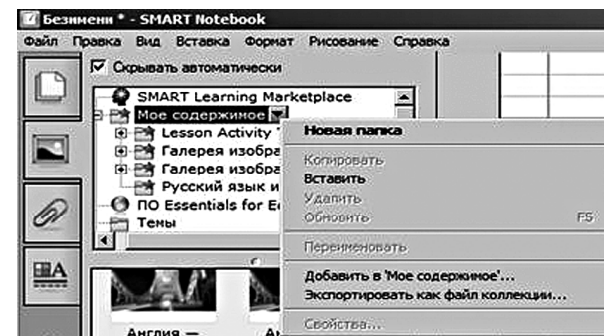 Безимени * - SMART Notebook
Файл Правка Вид Вставка Формат Рисование Справка
Скрывать автоматически
SMART Learning Marketplace
Мое содержимое
Lesson Activity
Галерея изобра
Галерея изобра
Русский язык и
ПО Essentials for E
Темы
Новая папка
Копировать
Вставить
Удалить
Обновить F5
Переименовать
Добавить в 'Мое содержимое'...
Экспортировать как файл коллекции...
Свойства...
Англия —